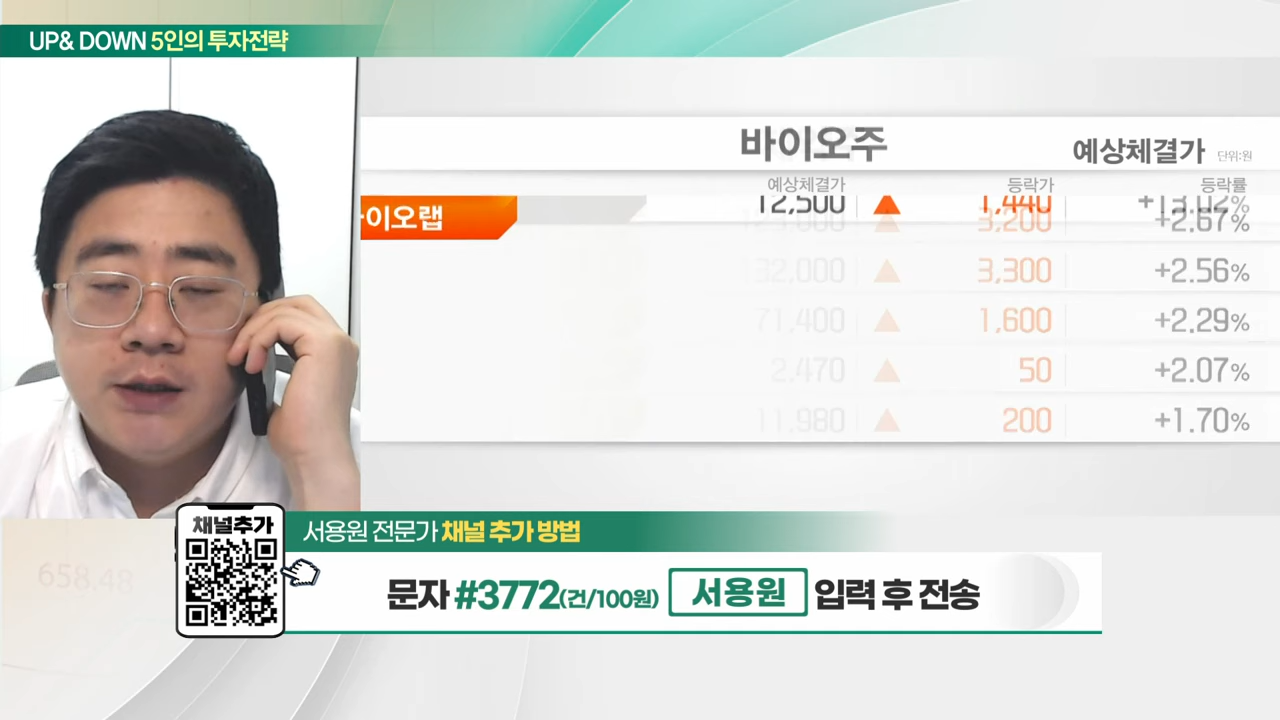 UP& DOWN 5인의 투자전략
바이오주
예상체결가 단위:원
예상체결가 등락가 등락률
이오랩 12,500 ▲ 1,440
3,200 +2.67%
132,000 ▲ 3,300 +2.56%
71,400 ▲ 1,600 +2.29%
2,470 ▲ 50 +2.07%
11,980 ▲ 200 +1.70%
채널추가
서용원 전문가 채널 추가 방법
문자 #3772(건/100원) 서용원 입력 후 전송
658.48